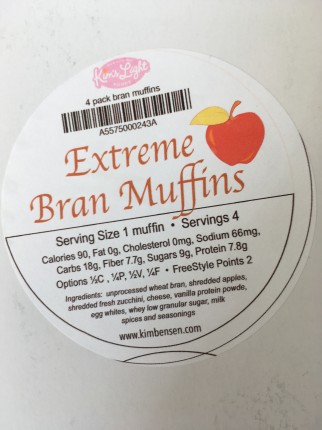 Kim's Light
4 pack bran muffins
A5575000243A
Extreme
Bran Muffins
Serving Size 1 muffin • Servings 4
Calories 90, Fat 0g, Cholesterol 0mg, Sodium 66mg,
Carbs 18g, Fiber 7.7g, Sugars 9g, Protein 7.8g
Options ½C , ¼P, ½V, ¼F • FreeStyle Points 2
Ingredients: unprocessed wheat bran, shredded apples,
shredded fresh zucchini, cheese, vanilla protein powder,
egg whites, whey low granular sugar, milk
spices and seasonings
www.kimbensen.com